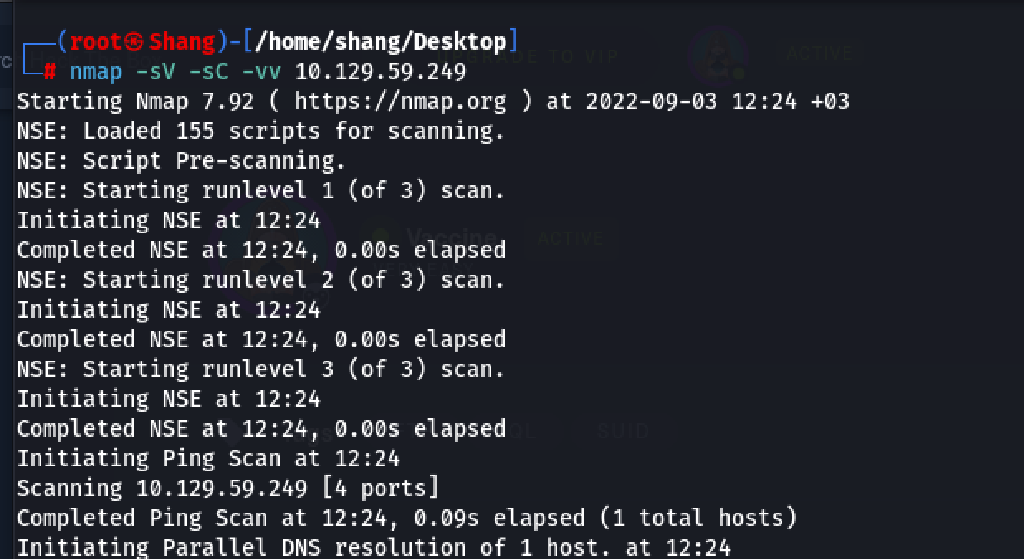 (root㉿Shang)-[/home/shang/Desktop]
# nmap -sV -sC -vv 10.129.59.249
Starting Nmap 7.92 ( https://nmap.org ) at 2022-09-03 12:24 +03
NSE: Loaded 155 scripts for scanning.
NSE: Script Pre-scanning.
NSE: Starting runlevel 1 (of 3) scan.
Initiating NSE at 12:24
Completed NSE at 12:24, 0.00s elapsed
NSE: Starting runlevel 2 (of 3) scan.
Initiating NSE at 12:24
Completed NSE at 12:24, 0.00s elapsed
NSE: Starting runlevel 3 (of 3) scan.
Initiating NSE at 12:24
Completed NSE at 12:24, 0.00s elapsed
Initiating Ping Scan at 12:24
Scanning 10.129.59.249 [4 ports]
Completed Ping Scan at 12:24, 0.09s elapsed (1 total hosts)
Initiating Parallel DNS resolution of 1 host. at 12:24
TO VIP
ACTIVE
Vaccine
ACTIVE
SUID